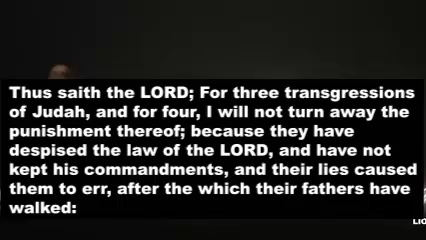 Thus saith the LORD; For three transgressions
of Judah, and for four, I will not turn away the
punishment thereof; because they have
despised the law of the LORD, and have not
kept his commandments, and their lies caused
them to err, after the which their fathers have
walked: